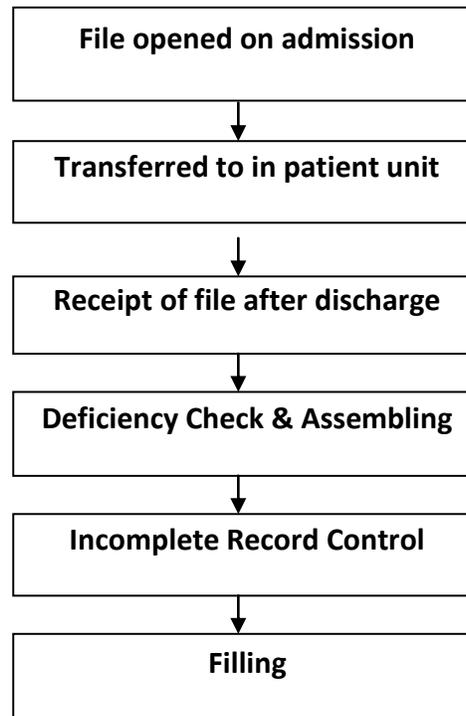 File opened on admission
Transferred to in patient unit
Receipt of file after discharge
Deficiency Check & Assembling
Incomplete Record Control
Filling